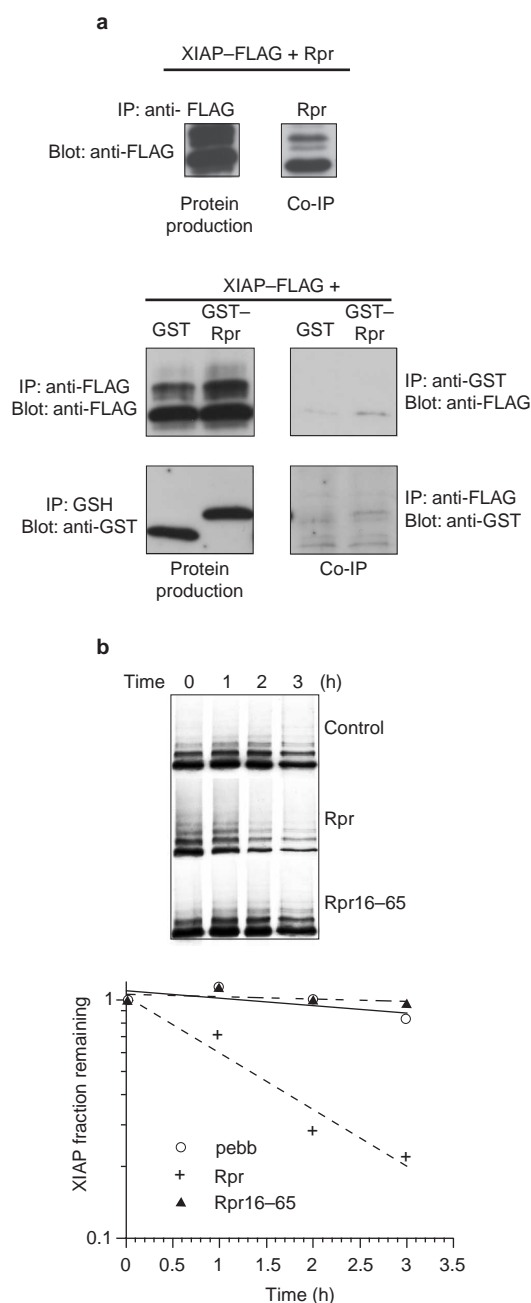 a
XIAP–FLAG + Rpr
IP: anti- FLAG Rpr
Blot: anti-FLAG
Protein production
Co-IP
XIAP–FLAG +
GST GST–Rpr GST GST–Rpr
IP: anti-FLAG
Blot: anti-FLAG
IP: anti-GST
Blot: anti-FLAG
IP: GSH
Blot: anti-GST
IP: anti-FLAG
Blot: anti-GST
Protein production
Co-IP
b
Time 0 1 2 3 (h)
Control
Rpr
Rpr16–65
XIAP fraction remaining
1
0.1
pebb
Rpr
Rpr16–65
0 0.5 1 1.5 2 2.5 3 3.5
Time (h)